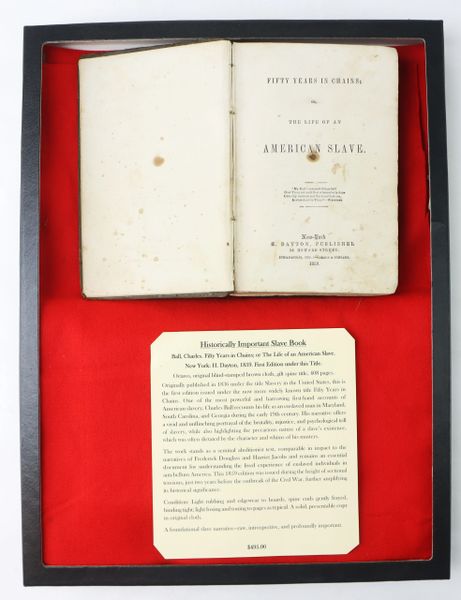 FIFTY YEARS IN CHAINS;
OR,
THE LIFE OF AN
AMERICAN SLAVE.
New-York
H. DAYTON, PUBLISHER,
36 HOWARD STREET.
1859.
Historically Important Slave Book
Ball, Charles. Fifty Years in Chains; or The Life of an American Slave.
New York: H. Dayton, 1859. First Edition under this Title.
Octavo, original blind-stamped brown cloth, gilt spine title, 408 pages.
Originally published in 1836 under the title Slavery in the United States, this is
the first edition issued under the now more widely known title Fifty Years in
Chains. One of the most powerful and harrowing first-hand accounts of
American slavery, Charles Ball recounts his life as an enslaved man in Maryland,
South Carolina, and Georgia during the early 19th century. His narrative offers
a vivid and unflinching portrayal of the brutality, injustice, and psychological toll
of slavery, while also highlighting the precarious nature of a slave's existence,
which was often dictated by the character and whims of his masters.
The work stands as a seminal abolitionist text, comparable in impact to the
narratives of Frederick Douglass and Harriet Jacobs and remains an essential
document for understanding the lived experience of enslaved individuals in
antebellum America. This 1859 edition was issued during the height of sectional
tensions, just two years before the outbreak of the Civil War, further amplifying
its historical significance.
Condition: Light rubbing and edgewear to boards, spine ends gently frayed,
binding tight; light foxing and toning to pages as typical. A solid, presentable copy
in original cloth.
A foundational slave narrative—raw, introspective, and profoundly important.
$495.00